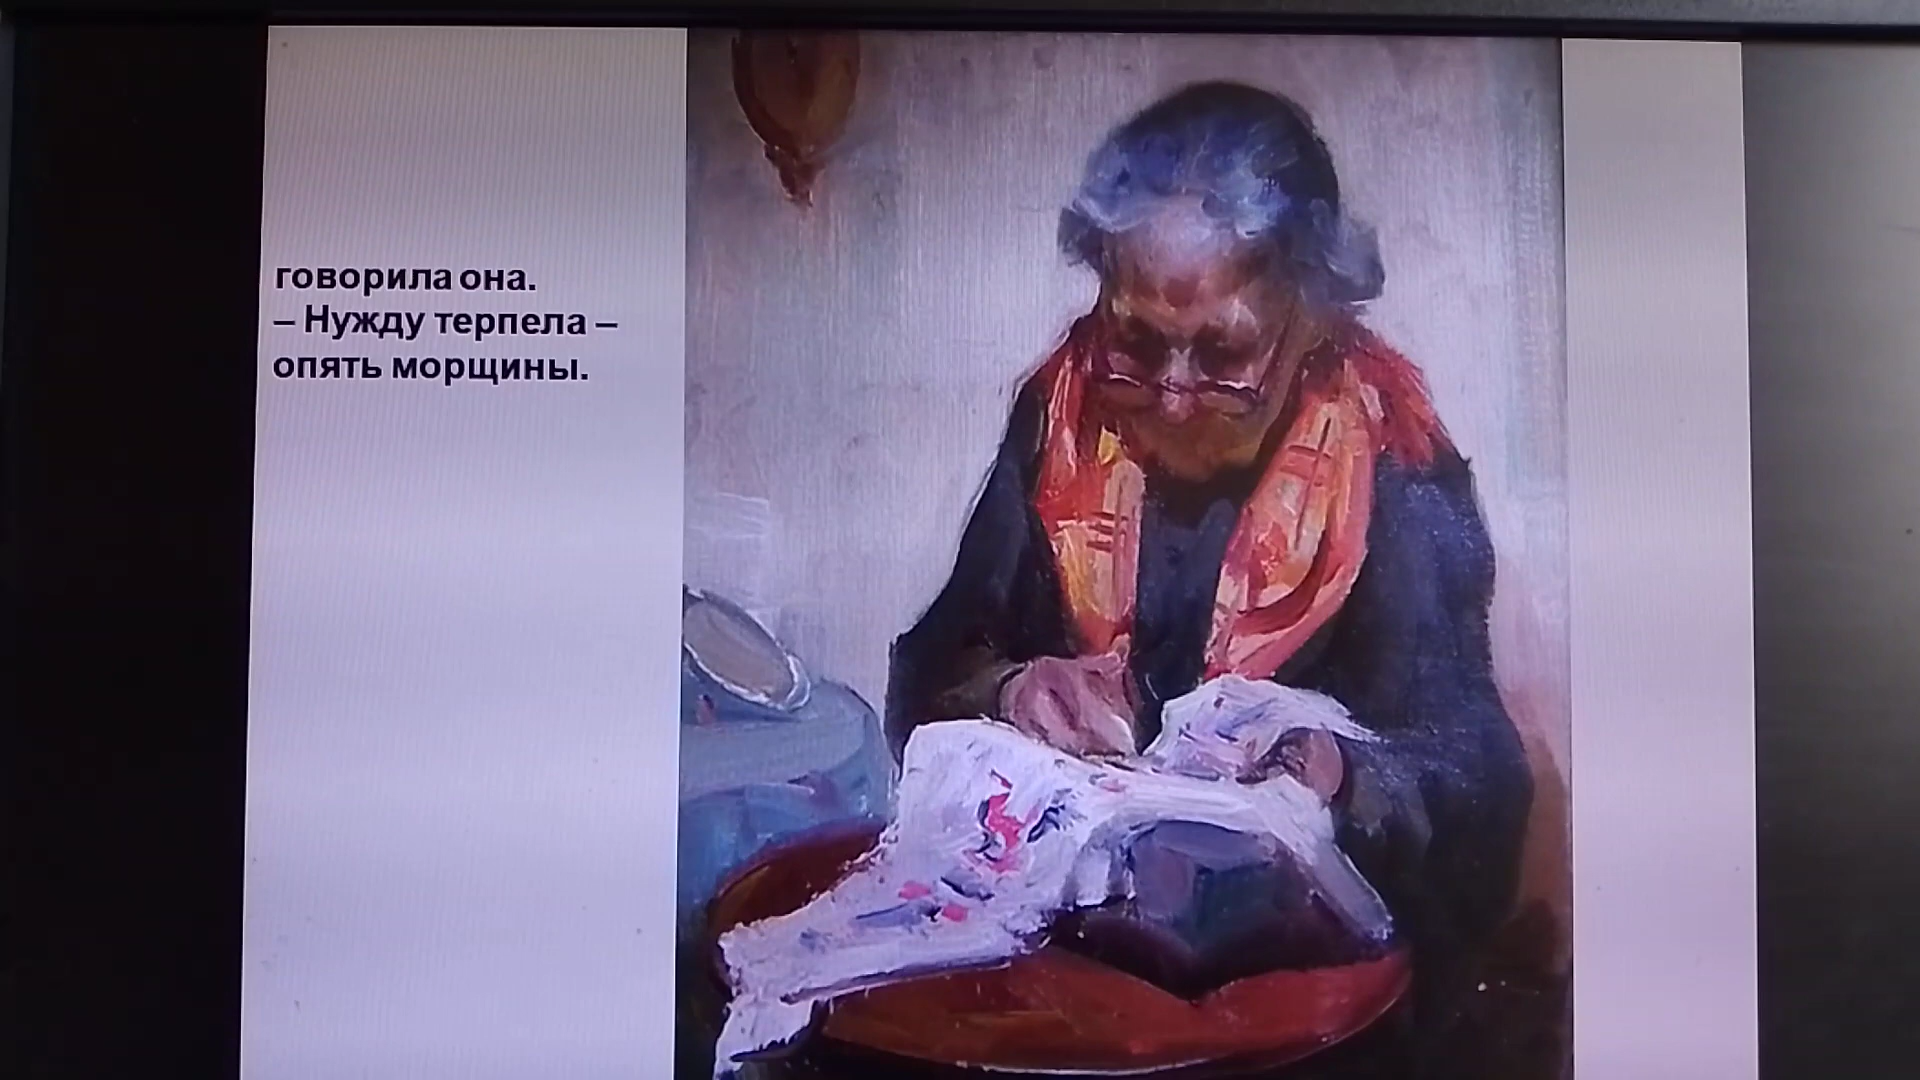 говорила она.
– Нужду терпела –
опять морщины.